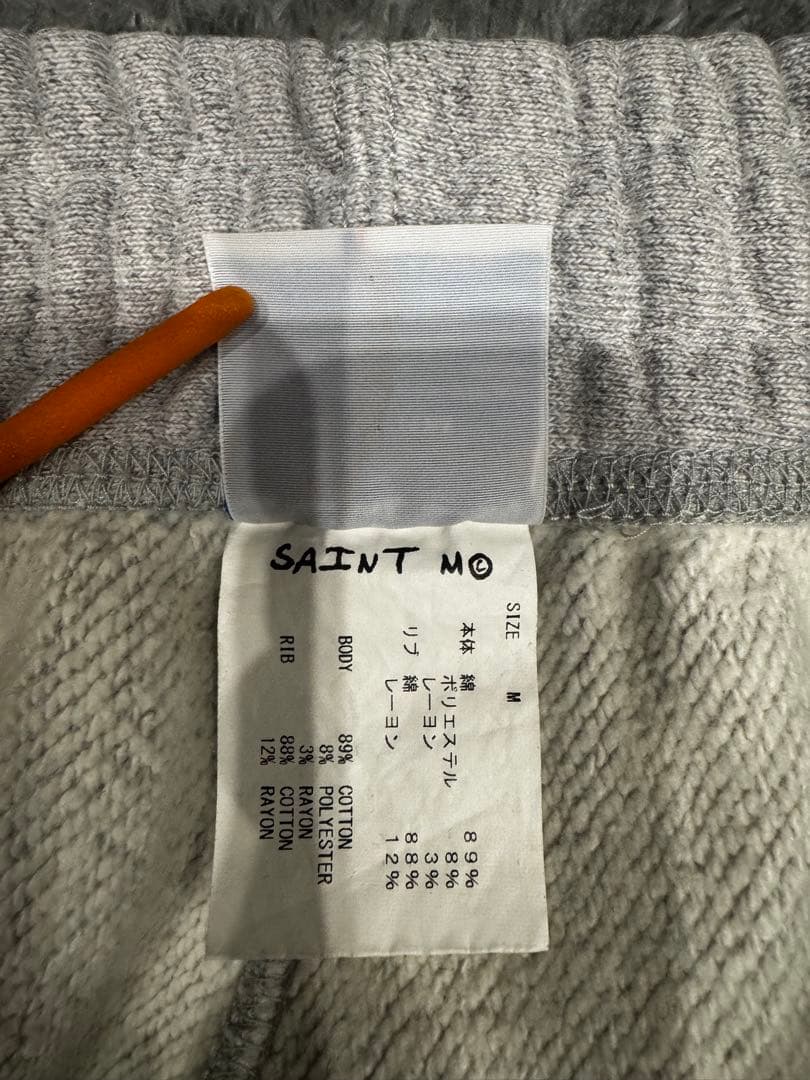 SAINT M©
SIZE M
本体 綿 89%
ポリエステル 8%
レーヨン 3%
リブ 綿 88%
レーヨン 12%
BODY 89% COTTON
8% POLYESTER
3% RAYON
RIB 88% COTTON
12% RAYON